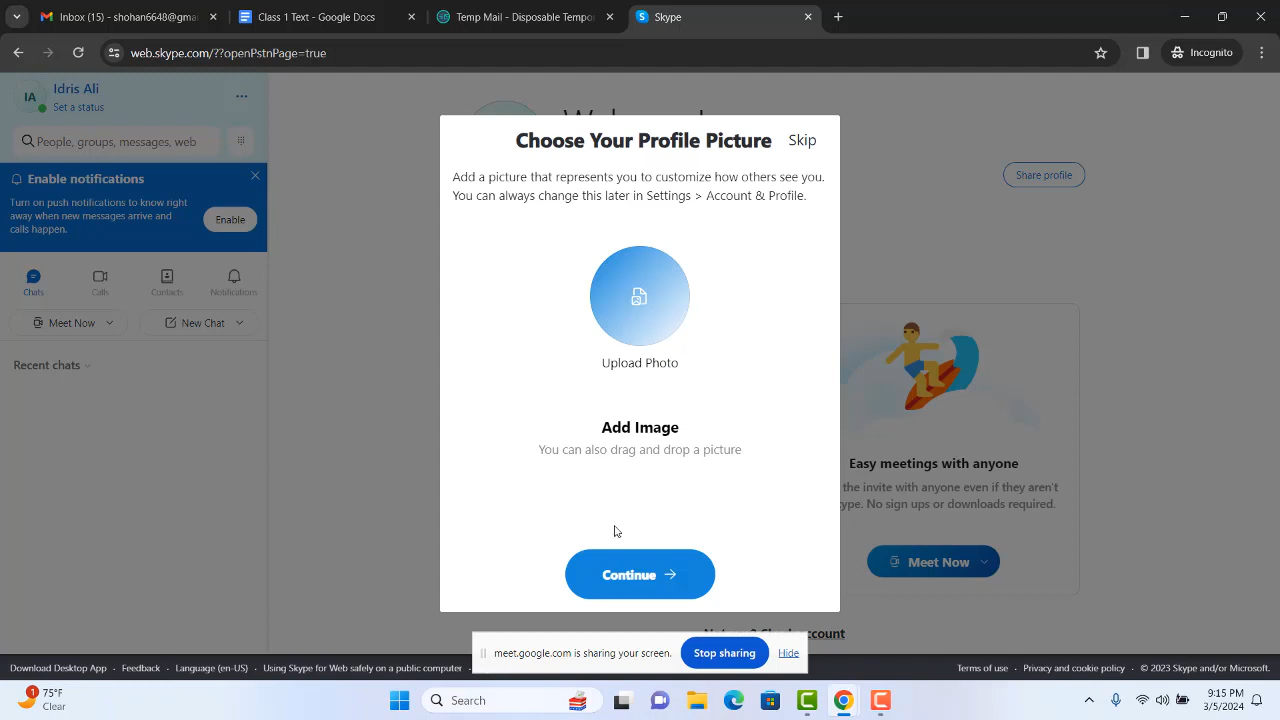 Inbox (15) - sishohan6648@gmai
Class 1 Text - Google Docs
Temp Mail - Disposable Tempo
Skype
web.skype.com/??openPstnPage=true
Incognito
IA
Idris Ali
Set a status
People, groups, messages, web
Enable notifications
Turn on push notifications to know right
away when new messages arrive and
calls happen.
Enable
Chats
Calls
Contacts
Notifications
Meet Now
New Chat
Recent chats
Share profile
Choose Your Profile Picture
Skip
Add a picture that represents you to customize how others see you.
You can always change this later in Settings > Account & Profile.
Upload Photo
Add Image
You can also drag and drop a picture
Continue
Easy meetings with anyone
the invite with anyone even if they aren't
No sign ups or downloads required.
Meet Now
meet.google.com is sharing your screen.
Stop sharing
Hide
Download Desktop App · Feedback · Language (en-US) · Using Skype for Web safely on a public computer
Terms of use · Privacy and cookie policy · © 2023 Skype and/or Microsoft.
1
75°F
Clear
Search
9:15 PM
3/5/2024